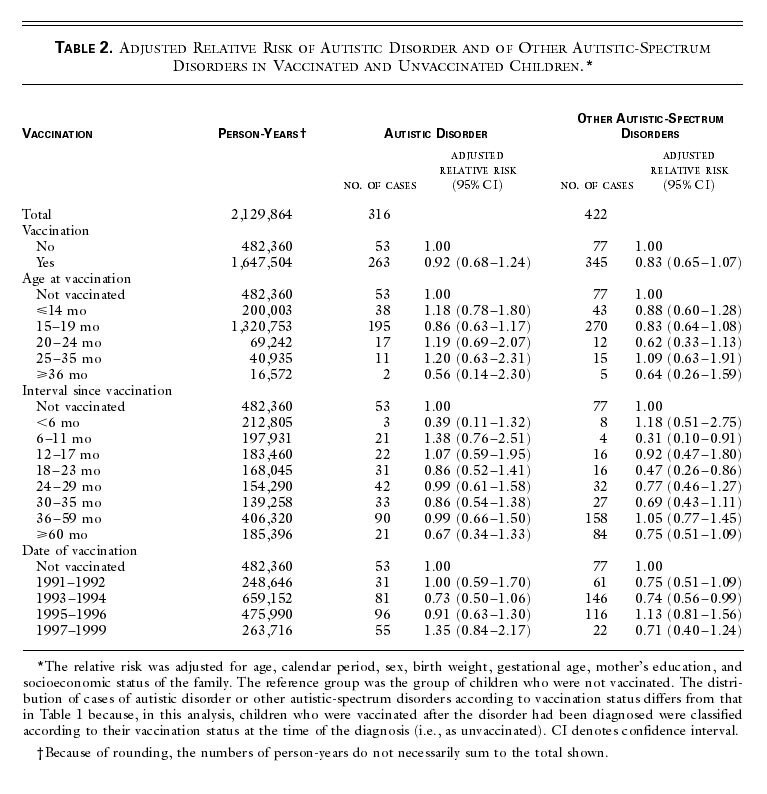 TABLE 2. ADJUSTED RELATIVE RISK OF AUTISTIC DISORDER AND OF OTHER AUTISTIC-SPECTRUM
DISORDERS IN VACCINATED AND UNVACCINATED CHILDREN.*
VACCINATION PERSON-YEARS† AUTISTIC DISORDER OTHER AUTISTIC-SPECTRUM DISORDERS
NO. OF CASES ADJUSTED RELATIVE RISK (95% CI) NO. OF CASES ADJUSTED RELATIVE RISK (95% CI)
Total 2,129,864 316 422
Vaccination
No 482,360 53 1.00 77 1.00
Yes 1,647,504 263 0.92 (0.68–1.24) 345 0.83 (0.65–1.07)
Age at vaccination
Not vaccinated 482,360 53 1.00 77 1.00
≤14 mo 200,003 38 1.18 (0.78–1.80) 43 0.88 (0.60–1.28)
15–19 mo 1,320,753 195 0.86 (0.63–1.17) 270 0.83 (0.64–1.08)
20–24 mo 69,242 17 1.19 (0.69–2.07) 12 0.62 (0.33–1.13)
25–35 mo 40,935 11 1.20 (0.63–2.31) 15 1.09 (0.63–1.91)
≥36 mo 16,572 2 0.56 (0.14–2.30) 5 0.64 (0.26–1.59)
Interval since vaccination
Not vaccinated 482,360 53 1.00 77 1.00
<6 mo 212,805 3 0.39 (0.11–1.32) 8 1.18 (0.51–2.75)
6–11 mo 197,931 21 1.38 (0.76–2.51) 4 0.31 (0.10–0.91)
12–17 mo 183,460 22 1.07 (0.59–1.95) 16 0.92 (0.47–1.80)
18–23 mo 168,045 31 0.86 (0.52–1.41) 16 0.47 (0.26–0.86)
24–29 mo 154,290 42 0.99 (0.61–1.58) 32 0.77 (0.46–1.27)
30–35 mo 139,258 33 0.86 (0.54–1.38) 27 0.69 (0.43–1.11)
36–59 mo 406,320 90 0.99 (0.66–1.50) 158 1.05 (0.77–1.45)
≥60 mo 185,396 21 0.67 (0.34–1.33) 84 0.75 (0.51–1.09)
Date of vaccination
Not vaccinated 482,360 53 1.00 77 1.00
1991–1992 248,646 31 1.00 (0.59–1.70) 61 0.75 (0.51–1.09)
1993–1994 659,152 81 0.73 (0.50–1.06) 146 0.74 (0.56–0.99)
1995–1996 475,990 96 0.91 (0.63–1.30) 116 1.13 (0.81–1.56)
1997–1999 263,716 55 1.35 (0.84–2.17) 22 0.71 (0.40–1.24)
*The relative risk was adjusted for age, calendar period, sex, birth weight, gestational age, mother's education, and
socioeconomic status of the family. The reference group was the group of children who were not vaccinated. The distri-
bution of cases of autistic disorder or other autistic-spectrum disorders according to vaccination status differs from that
in Table 1 because, in this analysis, children who were vaccinated after the disorder had been diagnosed were classified
according to their vaccination status at the time of the diagnosis (i.e., as unvaccinated). CI denotes confidence interval.
†Because of rounding, the numbers of person-years do not necessarily sum to the total shown.